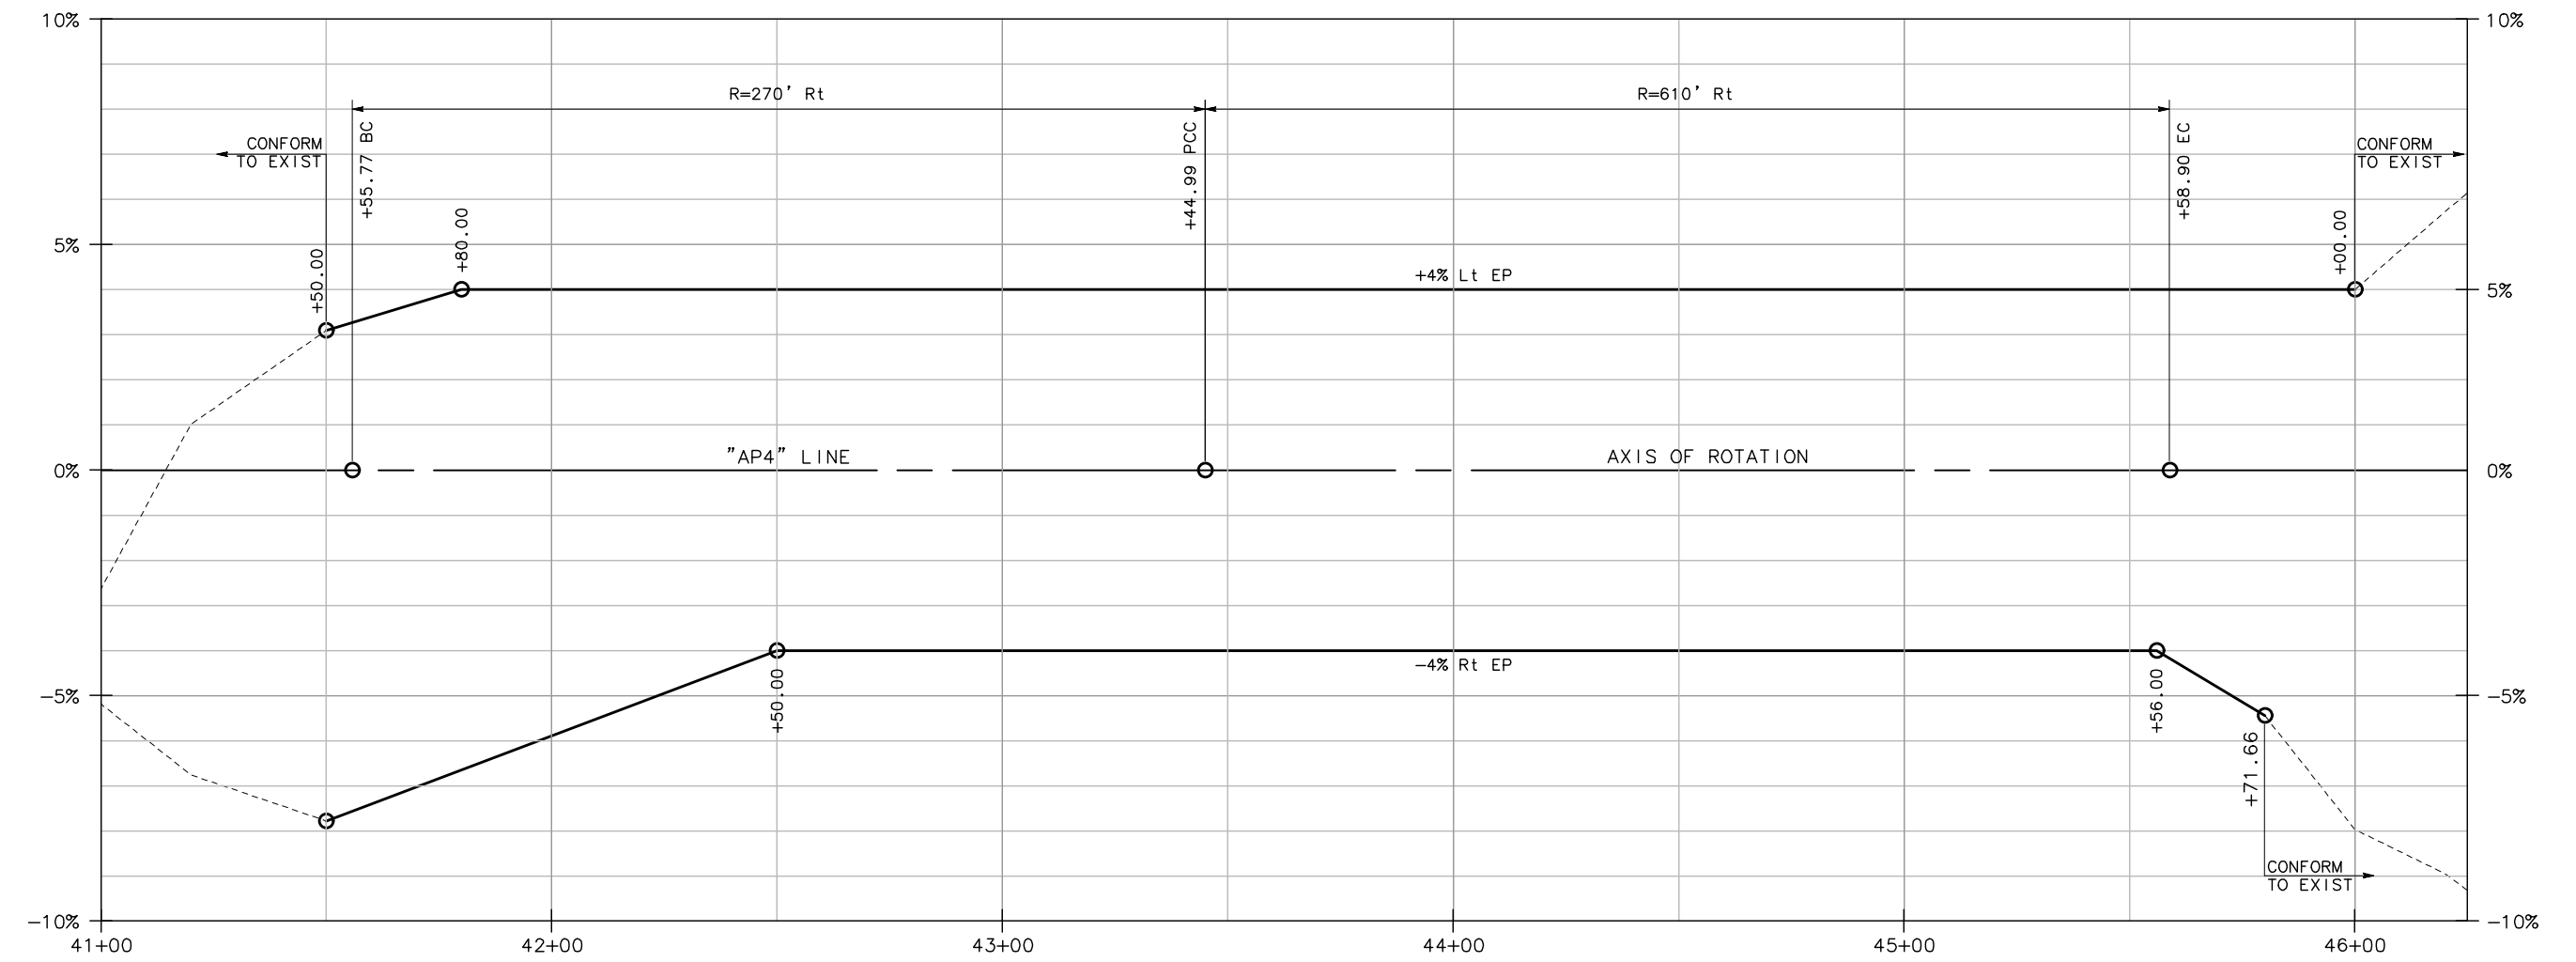 10%
10%
R=270' Rt
R=610' Rt
CONFORM
TO EXIST
+55.77 BC
+44.99 PCC
+58.90 EC
CONFORM
TO EXIST
+50.00
+80.00
+00.00
5%
+4% Lt EP
5%
0%
"AP4" LINE
AXIS OF ROTATION
0%
-4% Rt EP
-5%
+50.00
+56.00
-5%
+71.66
CONFORM
TO EXIST
-10%
-10%
41+00
42+00
43+00
44+00
45+00
46+00